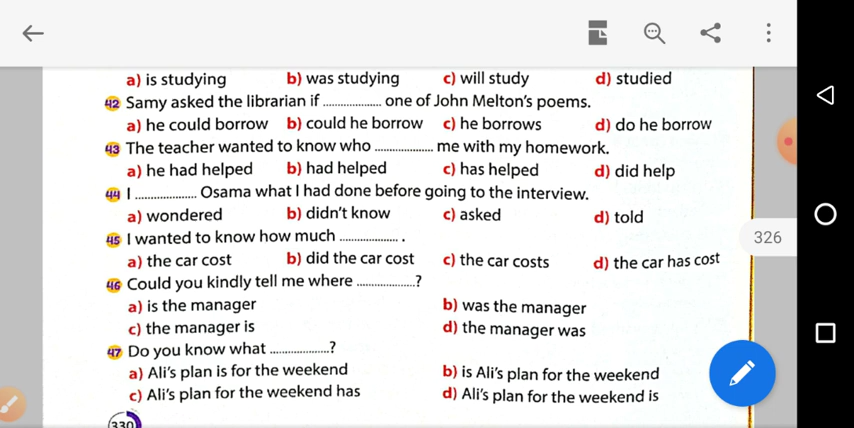 a) is studying b) was studying c) will study d) studied
42 Samy asked the librarian if .................. one of John Melton's poems.
a) he could borrow b) could he borrow c) he borrows d) do he borrow
43 The teacher wanted to know who .................. me with my homework.
a) he had helped b) had helped c) has helped d) did help
44 I .................. Osama what I had done before going to the interview.
a) wondered b) didn't know c) asked d) told
326
45 I wanted to know how much .................. .
a) the car cost b) did the car cost c) the car costs d) the car has cost
46 Could you kindly tell me where ..................?
a) is the manager b) was the manager
c) the manager is d) the manager was
47 Do you know what ..................?
a) Ali's plan is for the weekend b) is Ali's plan for the weekend
c) Ali's plan for the weekend has d) Ali's plan for the weekend is
330